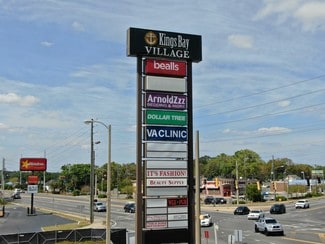 Kings Bay
VILLAGE
bealls
ArnoldZzz
DOLLAR TREE
VA CLINIC
IT'S FASHION!
BEAUTY SUPPLY